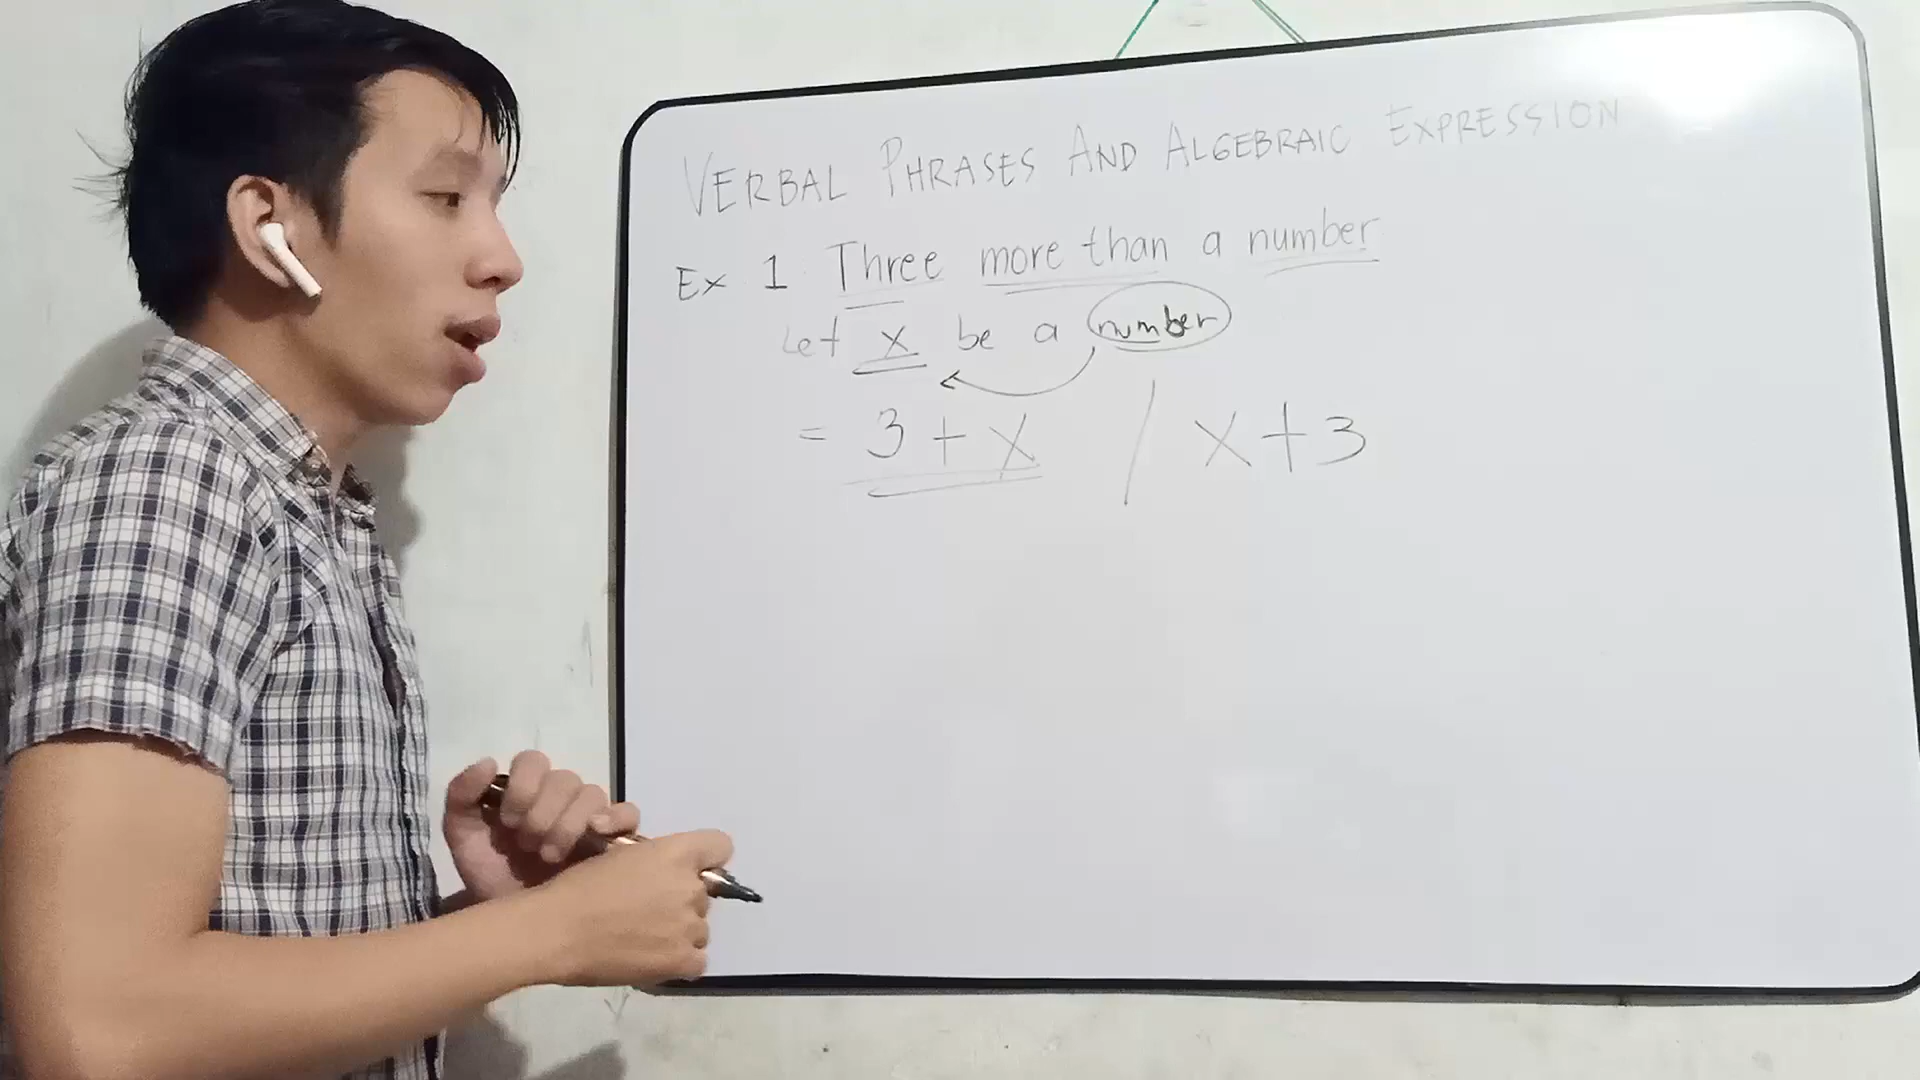 VERBAL PHRASES AND ALGEBRAIC EXPRESSION
Ex 1 Three more than a number
Let x be a number
= 3 + x / x + 3